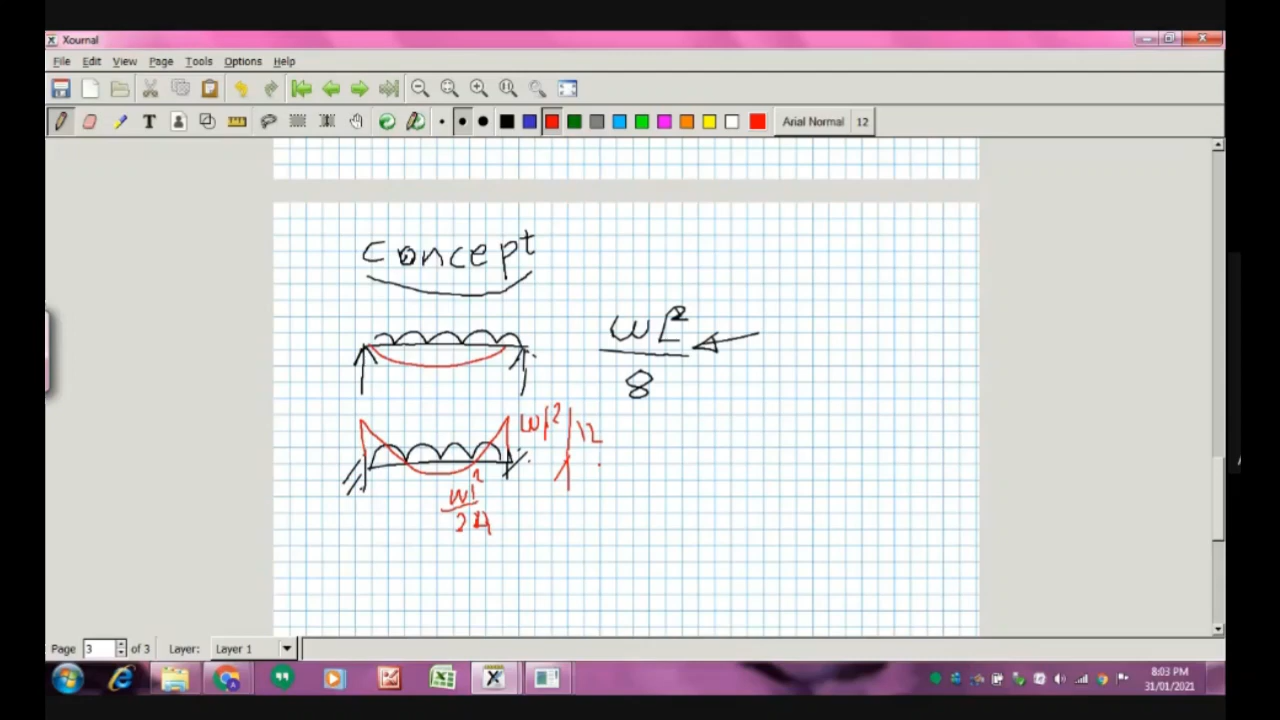 Xournal
File Edit View Page Tools Options Help
Arial Normal 12
Concept
wL²
8
wl²/12
wl²
24
Page 3 of 3 Layer: Layer 1
8:03 PM
31/01/2021